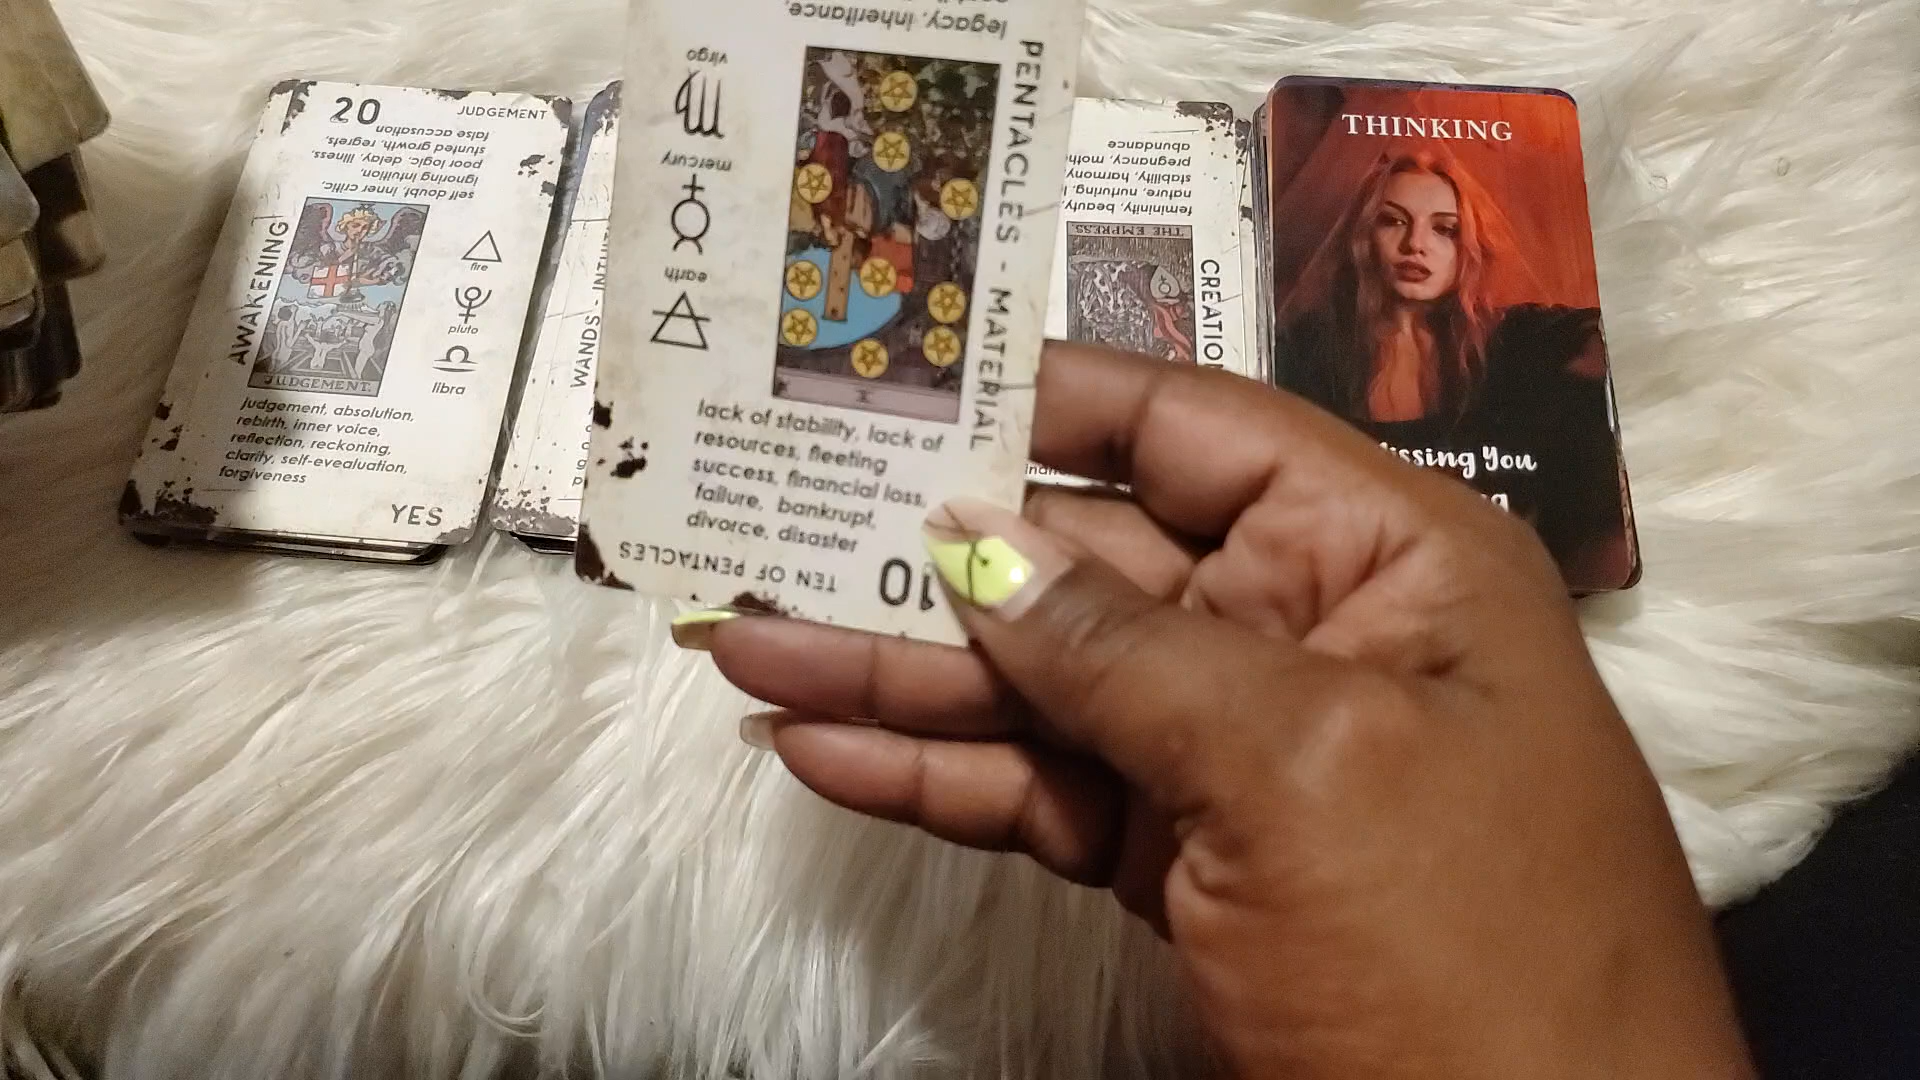 20
JUDGEMENT
self doubt, inner critic,
ignoring intuition,
poor logic, delay, illness,
stunted growth, regrets,
false accusation
AWAKENING
fire
pluto
libra
JUDGEMENT.
judgement, absolution,
rebirth, inner voice,
reflection, reckoning,
clarity, self-evealuation,
forgiveness
YES
WANDS -
legacy, inheritance,
virgo
mercury
earth
PENTACLES - MATERIAL
X
lack of stability, lack of
resources, fleeting
success, financial loss,
failure, bankrupt,
divorce, disaster
TEN OF PENTACLES
10
femininity, beauty,
nature, nurturing,
stability, harmony,
pregnancy,
abundance
THE EMPRESS.
THINKING
You